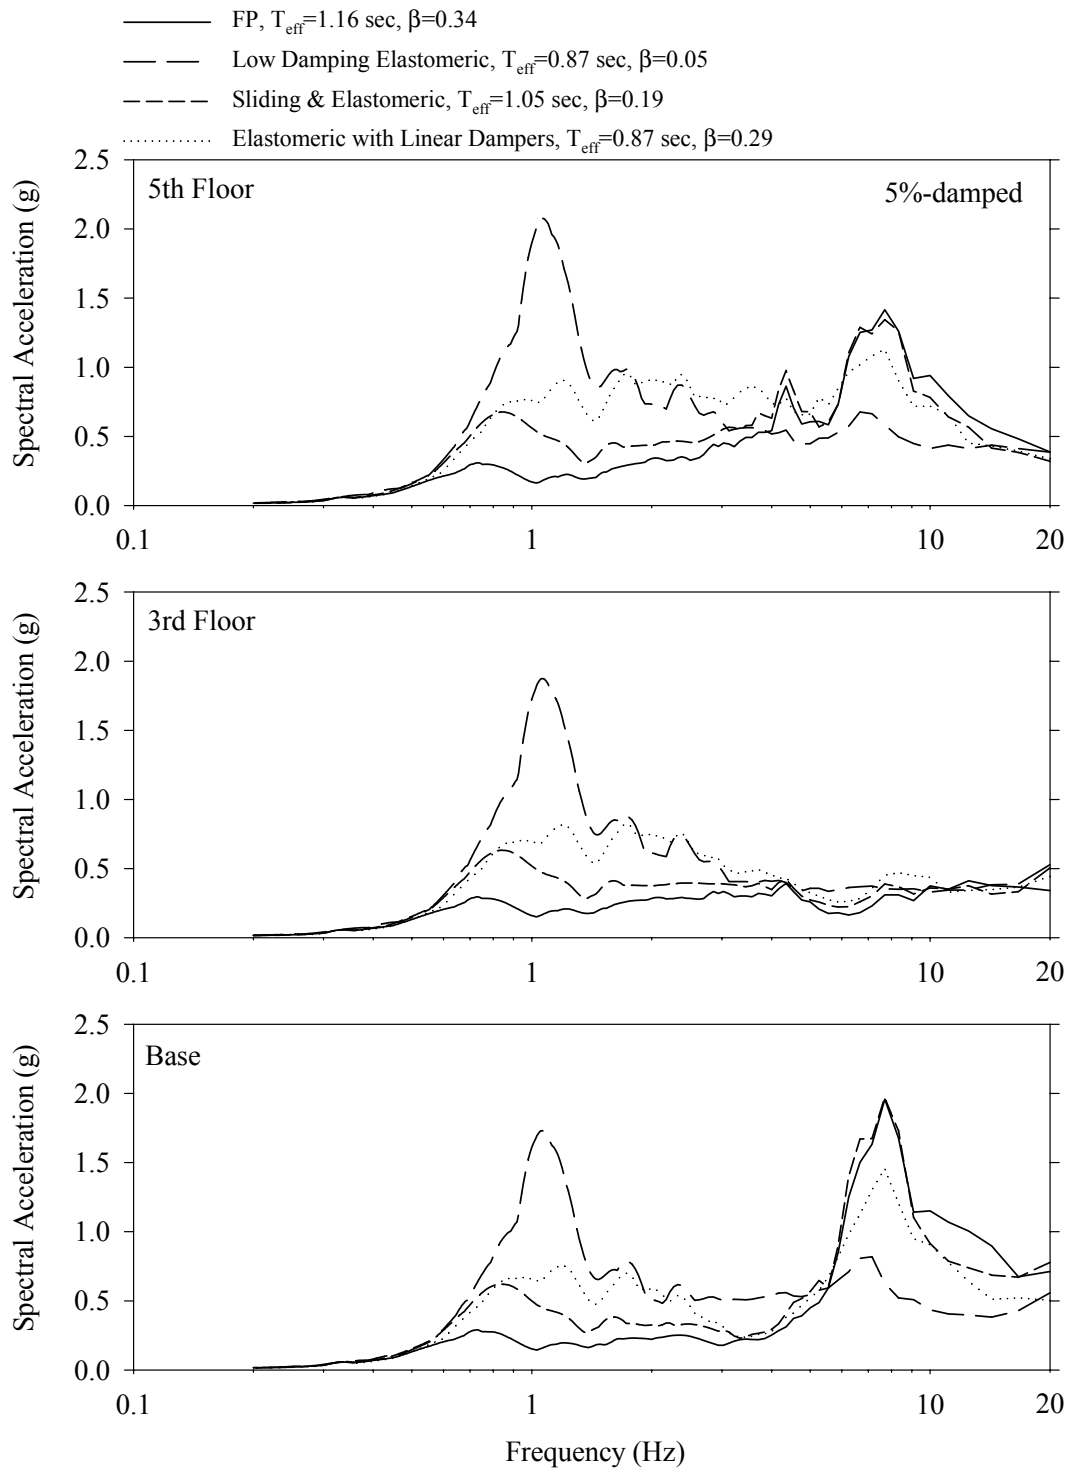 FP, Teff=1.16 sec, β=0.34
Low Damping Elastomeric, Teff=0.87 sec, β=0.05
Sliding & Elastomeric, Teff=1.05 sec, β=0.19
Elastomeric with Linear Dampers, Teff=0.87 sec, β=0.29
5th Floor
5%-damped
Spectral Acceleration (g)
2.5
2.0
1.5
1.0
0.5
0.0
0.1 1 10 20
3rd Floor
Spectral Acceleration (g)
2.5
2.0
1.5
1.0
0.5
0.0
0.1 1 10 20
Base
Spectral Acceleration (g)
2.5
2.0
1.5
1.0
0.5
0.0
0.1 1 10 20
Frequency (Hz)